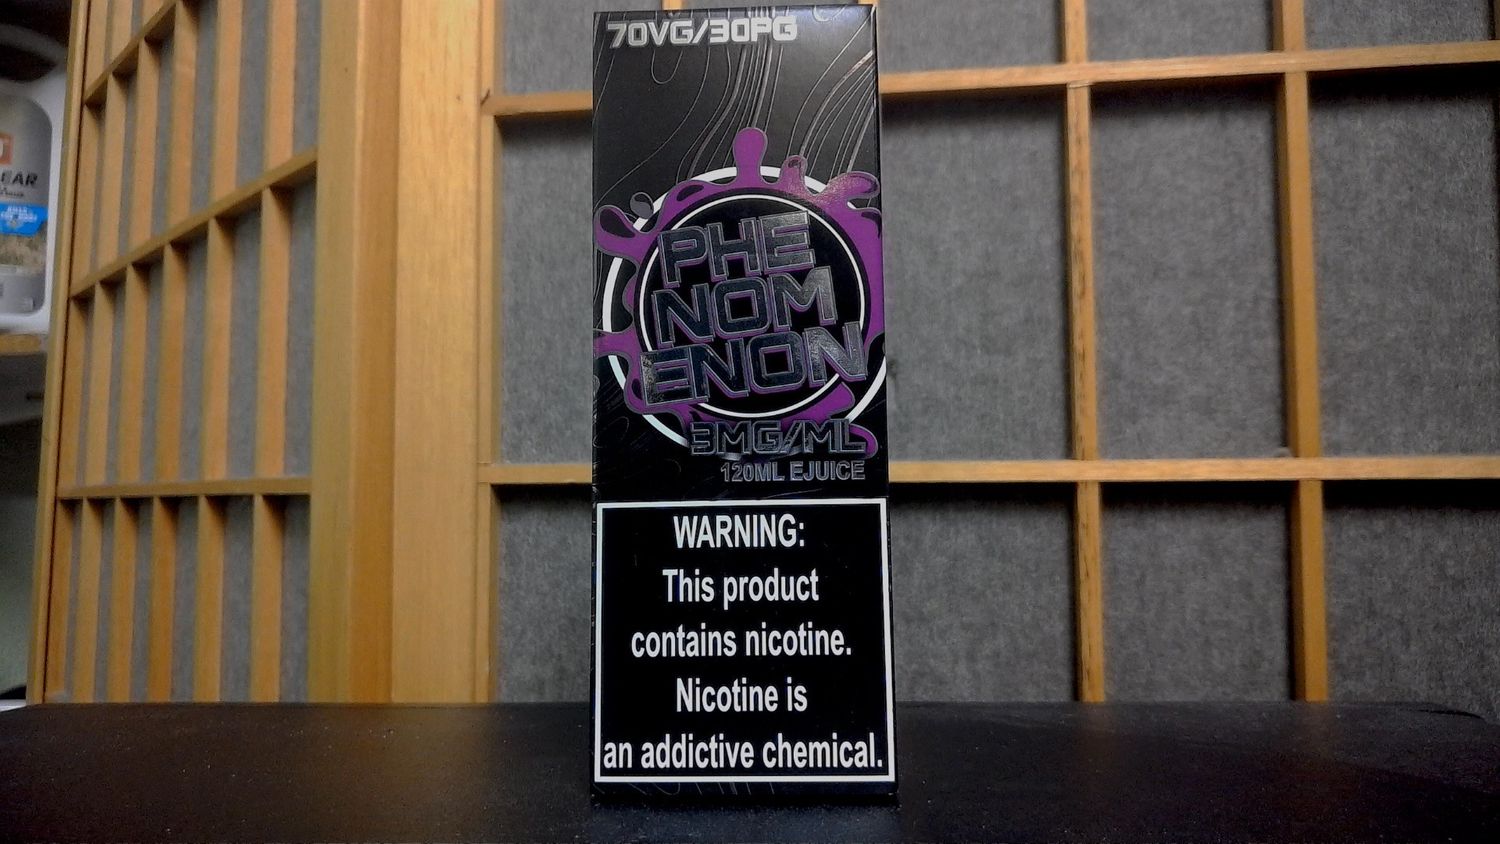 70VG/30PG
PHE
NOM
ENON
3MG/ML
120ML EJUICE
WARNING:
This product
contains nicotine.
Nicotine is
an addictive chemical.
EAR